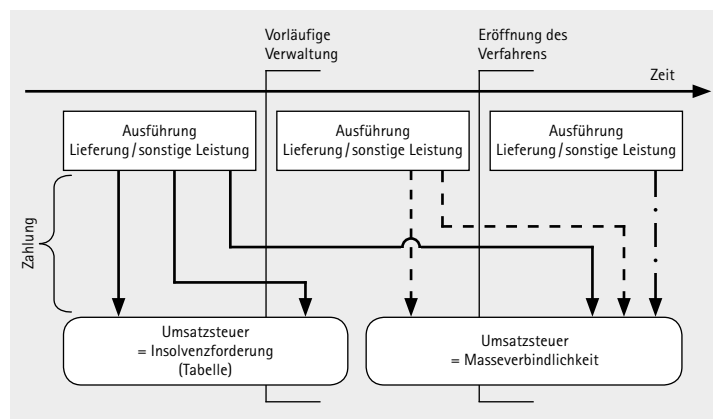 Vorläufige
Verwaltung
Eröffnung des
Verfahrens
Zeit
Ausführung
Lieferung/sonstige Leistung
Ausführung
Lieferung/sonstige Leistung
Ausführung
Lieferung/sonstige Leistung
Zahlung
Umsatzsteuer
= Insolvenzforderung
(Tabelle)
Umsatzsteuer
= Masseverbindlichkeit